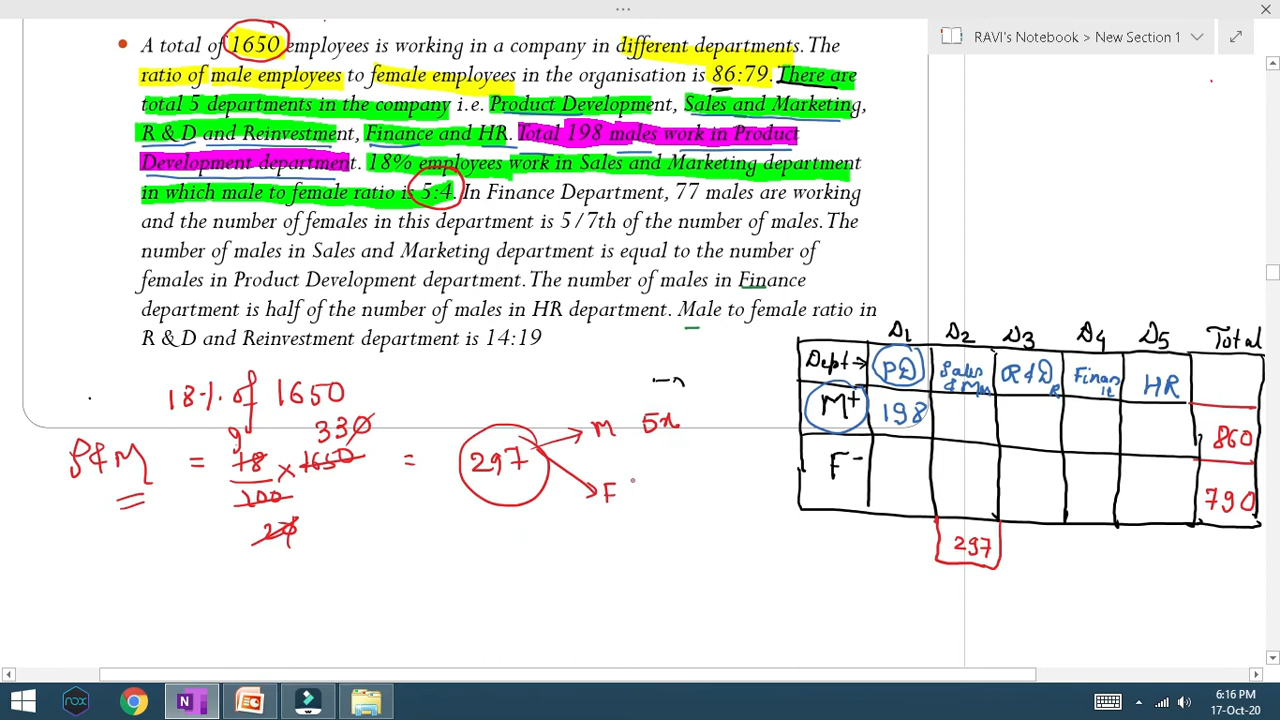 RAVI's Notebook > New Section 1
A total of 1650 employees is working in a company in different departments. The
ratio of male employees to female employees in the organisation is 86:79. There are
total 5 departments in the company i.e. Product Development, Sales and Marketing,
R & D and Reinvestment, Finance and HR. Total 198 males work in Product
Development department. 18% employees work in Sales and Marketing department
in which male to female ratio is 5:4. In Finance Department, 77 males are working
and the number of females in this department is 5/7th of the number of males. The
number of males in Sales and Marketing department is equal to the number of
females in Product Development department. The number of males in Finance
department is half of the number of males in HR department. Male to female ratio in
R & D and Reinvestment department is 14:19
18% of 1650
S&M = 18/100 × 1650 = 297
9
330
20
M 5x
F
D1 D2 D3 D4 D5 Total
Dept→ PD Sales & M R&D R Finan HR
M+ 198 860
F- 790
297
N
nox
6:16 PM
17-Oct-20